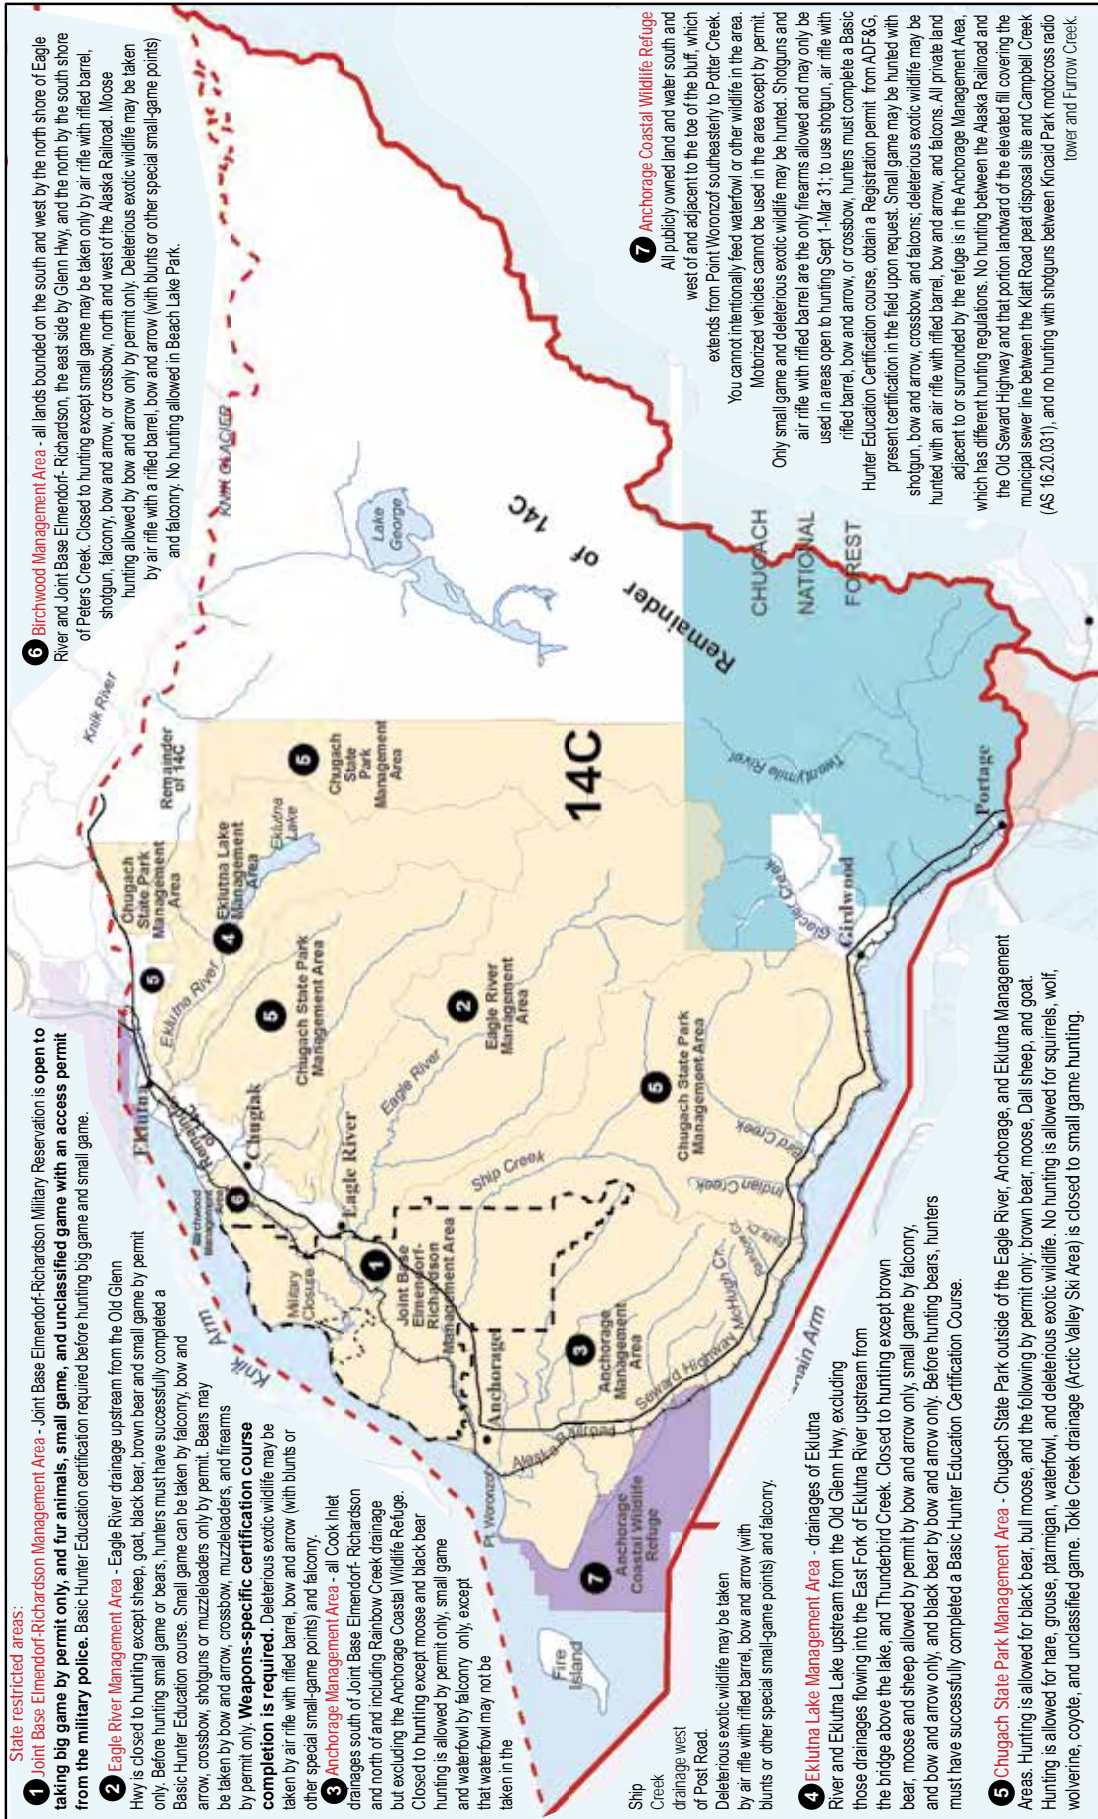 State restricted areas:
1 Joint Base Elmendorf-Richardson Management Area - Joint Base Elmendorf-Richardson Military Reservation is open to
taking big game by permit only, and fur animals, small game, and unclassified game with an access permit
from the military police. Basic Hunter Education certification required before hunting big game and small game.
2 Eagle River Management Area - Eagle River drainage upstream from the Old Glenn
Hwy is closed to hunting except sheep, goat, black bear, brown bear and small game by permit
only. Before hunting small game or bears, hunters must have successfully completed a
Basic Hunter Education course. Small game can be taken by falconry, bow and
arrow, crossbow, shotguns or muzzleloaders only by permit. Bears may
be taken by bow and arrow, crossbow, muzzleloaders, and firearms
by permit only. Weapons-specific certification course
completion is required. Deleterious exotic wildlife may be
taken by air rifle with rifled barrel, bow and arrow (with blunts or
other special small-game points) and falconry.
3 Anchorage Management Area - all Cook Inlet
drainages south of Joint Base Elmendorf- Richardson
and north of and including Rainbow Creek drainage
but excluding the Anchorage Coastal Wildlife Refuge.
Closed to hunting except moose and black bear
hunting is allowed by permit only, small game
and waterfowl by falconry only, except
that waterfowl may not be
taken in the
Ship
Creek
drainage west
of Post Road.
Deleterious exotic wildlife may be taken
by air rifle with rifled barrel, bow and arrow (with
blunts or other special small-game points) and falconry.
4 Eklutna Lake Management Area - drainages of Eklutna
River and Eklutna Lake upstream from the Old Glenn Hwy, excluding
those drainages flowing into the East Fork of Eklutna River upstream from
the bridge above the lake, and Thunderbird Creek. Closed to hunting except brown
bear, moose and sheep allowed by permit by bow and arrow only, small game by falconry,
and bow and arrow only, and black bear by bow and arrow only. Before hunting bears, hunters
must have successfully completed a Basic Hunter Education Certification Course.
5 Chugach State Park Management Area - Chugach State Park outside of the Eagle River, Anchorage, and Eklutna Management
Areas. Hunting is allowed for black bear, bull moose, and the following by permit only: brown bear, moose, Dall sheep, and goat.
Hunting is allowed for hare, grouse, ptarmigan, waterfowl, and deleterious exotic wildlife. No hunting is allowed for squirrels, wolf,
wolverine, coyote, and unclassified game. Tokle Creek drainage (Arctic Valley Ski Area) is closed to small game hunting.
6 Birchwood Management Area - all lands bounded on the south and west by the north shore of Eagle
River and Joint Base Elmendorf- Richardson, the east side by Glenn Hwy, and the north by the south shore
of Peters Creek. Closed to hunting except small game may be taken only by air rifle with rifled barrel,
shotgun, falconry, bow and arrow, or crossbow, north and west of the Alaska Railroad. Moose
hunting allowed by bow and arrow only by permit only. Deleterious exotic wildlife may be taken
by air rifle with a rifled barrel, bow and arrow (with blunts or other special small-game points)
and falconry. No hunting allowed in Beach Lake Park.
7 Anchorage Coastal Wildlife Refuge
All publicly owned land and water south and
west of and adjacent to the toe of the bluff, which
extends from Point Woronzof southeasterly to Potter Creek.
You cannot intentionally feed waterfowl or other wildlife in the area.
Motorized vehicles cannot be used in the area except by permit.
Only small game and deleterious exotic wildlife may be hunted. Shotguns and
air rifle with rifled barrel are the only firearms allowed and may only be
used in areas open to hunting Sept 1-Mar 31; to use shotgun, air rifle with
rifled barrel, bow and arrow, or crossbow, hunters must complete a Basic
Hunter Education Certification course, obtain a Registration permit from ADF&G,
present certification in the field upon request. Small game may be hunted with
shotgun, bow and arrow, crossbow, and falcons; deleterious exotic wildlife may be
hunted with an air rifle with rifled barrel, bow and arrow, and falcons. All private land
adjacent to or surrounded by the refuge is in the Anchorage Management Area,
which has different hunting regulations. No hunting between the Alaska Railroad and
the Old Seward Highway and that portion landward of the elevated fill covering the
municipal sewer line between the Klatt Road peat disposal site and Campbell Creek
(AS 16.20.031), and no hunting with shotguns between Kincaid Park motocross radio
tower and Furrow Creek.
Knik River
KNIK GLACIER
Lake
George
Remainder of 14C
CHUGACH
NATIONAL
FOREST
Remainder
of 14C
Chugach
State Park
Management
Area
5
4
Eklutna Lake
Management
Area
Eklutna
Lake
5
Chugach
State
Park
Management
Area
14C
Eklutna
Eklutna River
5
Chugach State Park
Management Area
Remainder
of 14C
Chugiak
Birchwood
Management
Area
6
Eagle River
Eagle River
2
Eagle River
Management
Area
Knik Arm
Military
Closure
1
Joint Base
Elmendorf-
Richardson
Management Area
Ship Creek
5
Chugach State Park
Management Area
Anchorage
3
Anchorage
Management
Area
Pt. Woronzof
Alaska Railroad
Seward Highway
McHugh Cr.
Rainbow Cr.
Falls Cr.
Indian Creek
Bird Creek
Girdwood
Glacier Creek
Twentymile River
Portage
7
Anchorage
Coastal Wildlife
Refuge
Fire
Island
Arm